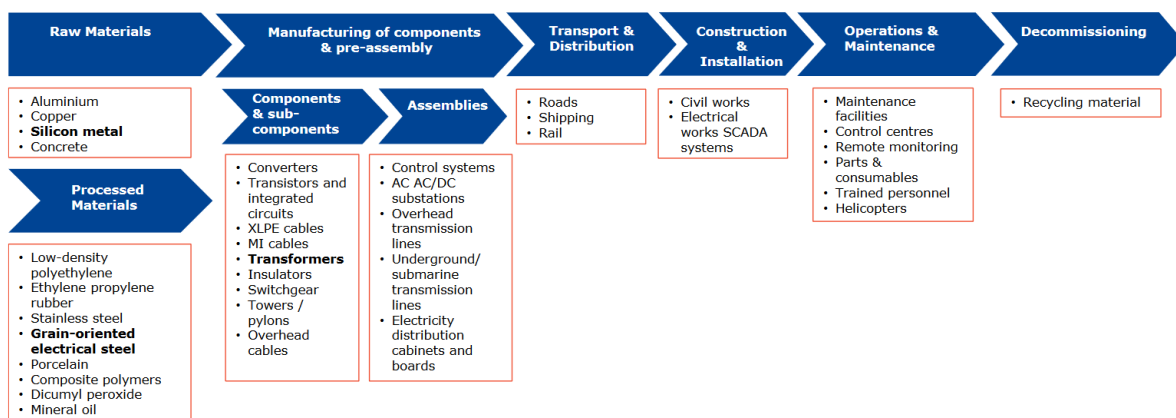 Raw Materials
Manufacturing of components
& pre-assembly
Transport &
Distribution
Construction
&
Installation
Operations &
Maintenance
Decommissioning
• Aluminium
• Copper
• Silicon metal
• Concrete
Processed
Materials
• Low-density
polyethylene
• Ethylene propylene
rubber
• Stainless steel
• Grain-oriented
electrical steel
• Porcelain
• Composite polymers
• Dicumyl peroxide
• Mineral oil
Components
& sub-
components
• Converters
• Transistors and
integrated
circuits
• XLPE cables
• MI cables
• Transformers
• Insulators
• Switchgear
• Towers /
pylons
• Overhead
cables
Assemblies
• Control systems
• AC AC/DC
substations
• Overhead
transmission
lines
• Underground/
submarine
transmission
lines
• Electricity
distribution
cabinets and
boards
• Roads
• Shipping
• Rail
• Civil works
• Electrical
works SCADA
systems
• Maintenance
facilities
• Control centres
• Remote monitoring
• Parts &
consumables
• Trained personnel
• Helicopters
• Recycling material